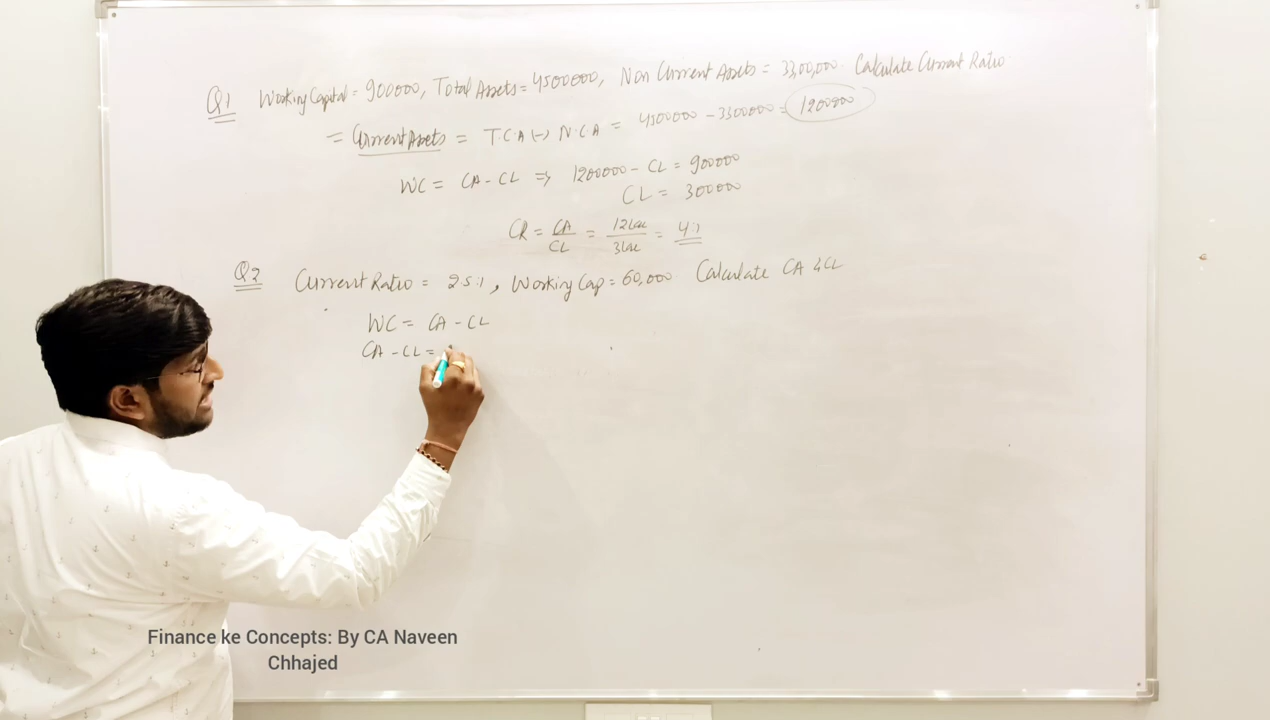 Q1 Working Capital = 900000, Total Assets = 4500000, Non Current Assets = 33,00,000. Calculate Current Ratio
= Current Assets = T.C.A (-) N.CA = 4500000 - 3300000 = 1200000
WC = CA - CL => 1200000 - CL = 900000
CL = 300000
CR = CA/CL = 12Lac/3Lac = 4:1
Q2 Current Ratio = 2.5:1, Working Cap = 60,000 Calculate CA & CL
WC = CA - CL
CA - CL =
Finance ke Concepts: By CA Naveen
Chhajed